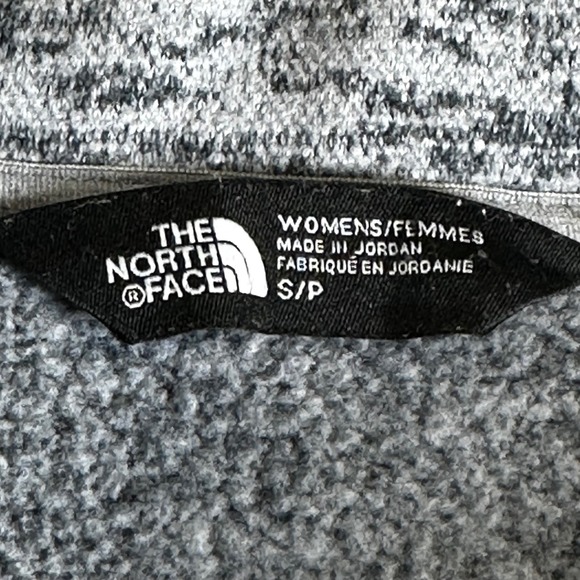 THE
NORTH
®FACE
WOMENS/FEMMES
MADE IN JORDAN
FABRIQUÉ EN JORDANIE
S/P